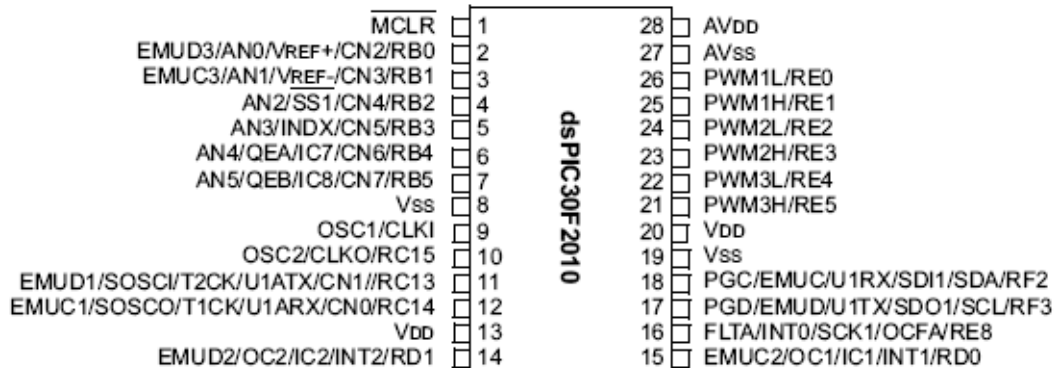 MCLR 1 28 AVDD
EMUD3/AN0/VREF+/CN2/RB0 2 27 AVSS
EMUC3/AN1/VREF-/CN3/RB1 3 26 PWM1L/RE0
AN2/SS1/CN4/RB2 4 25 PWM1H/RE1
AN3/INDX/CN5/RB3 5 24 PWM2L/RE2
AN4/QEA/IC7/CN6/RB4 6 23 PWM2H/RE3
AN5/QEB/IC8/CN7/RB5 7 22 PWM3L/RE4
VSS 8 21 PWM3H/RE5
OSC1/CLKI 9 20 VDD
OSC2/CLKO/RC15 10 19 VSS
EMUD1/SOSCI/T2CK/U1ATX/CN1//RC13 11 18 PGC/EMUC/U1RX/SDI1/SDA/RF2
EMUC1/SOSCO/T1CK/U1ARX/CN0/RC14 12 17 PGD/EMUD/U1TX/SDO1/SCL/RF3
VDD 13 16 FLTA/INT0/SCK1/OCFA/RE8
EMUD2/OC2/IC2/INT2/RD1 14 15 EMUC2/OC1/IC1/INT1/RD0
dsPIC30F2010